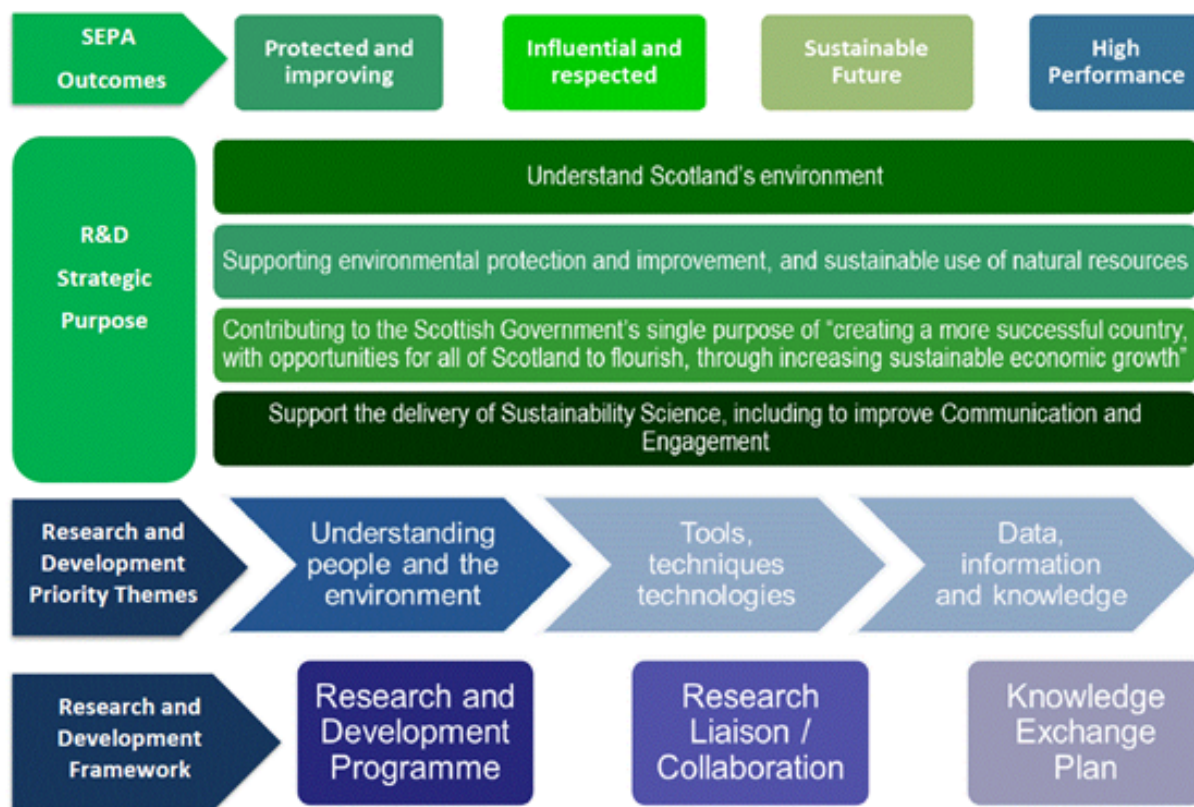 SEPA
Outcomes
Protected and
improving
Influential and
respected
Sustainable
Future
High
Performance
R&D
Strategic
Purpose
Understand Scotland's environment
Supporting environmental protection and improvement, and sustainable use of natural resources
Contributing to the Scottish Government's single purpose of "creating a more successful country,
with opportunities for all of Scotland to flourish, through increasing sustainable economic growth"
Support the delivery of Sustainability Science, including to improve Communication and
Engagement
Research and
Development
Priority Themes
Understanding
people and the
environment
Tools,
techniques
technologies
Data,
information
and knowledge
Research and
Development
Framework
Research and
Development
Programme
Research
Liaison /
Collaboration
Knowledge
Exchange
Plan